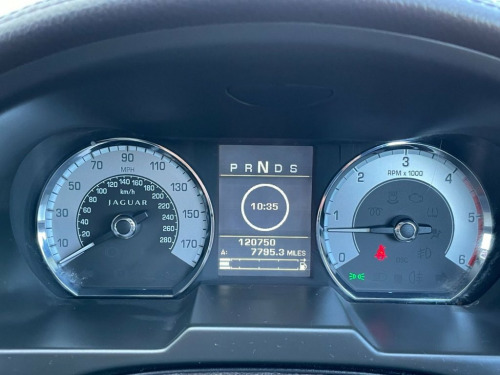 10 30 50 70 90 110 130 150 170
MPH
20 40 60 80 100 120 140 160 180 200 220 240 260 280
km/h
JAGUAR
P R N D S
10:35
120750
A: 7795.3 MILES
1 2 3 4 5 6
RPM x 1000